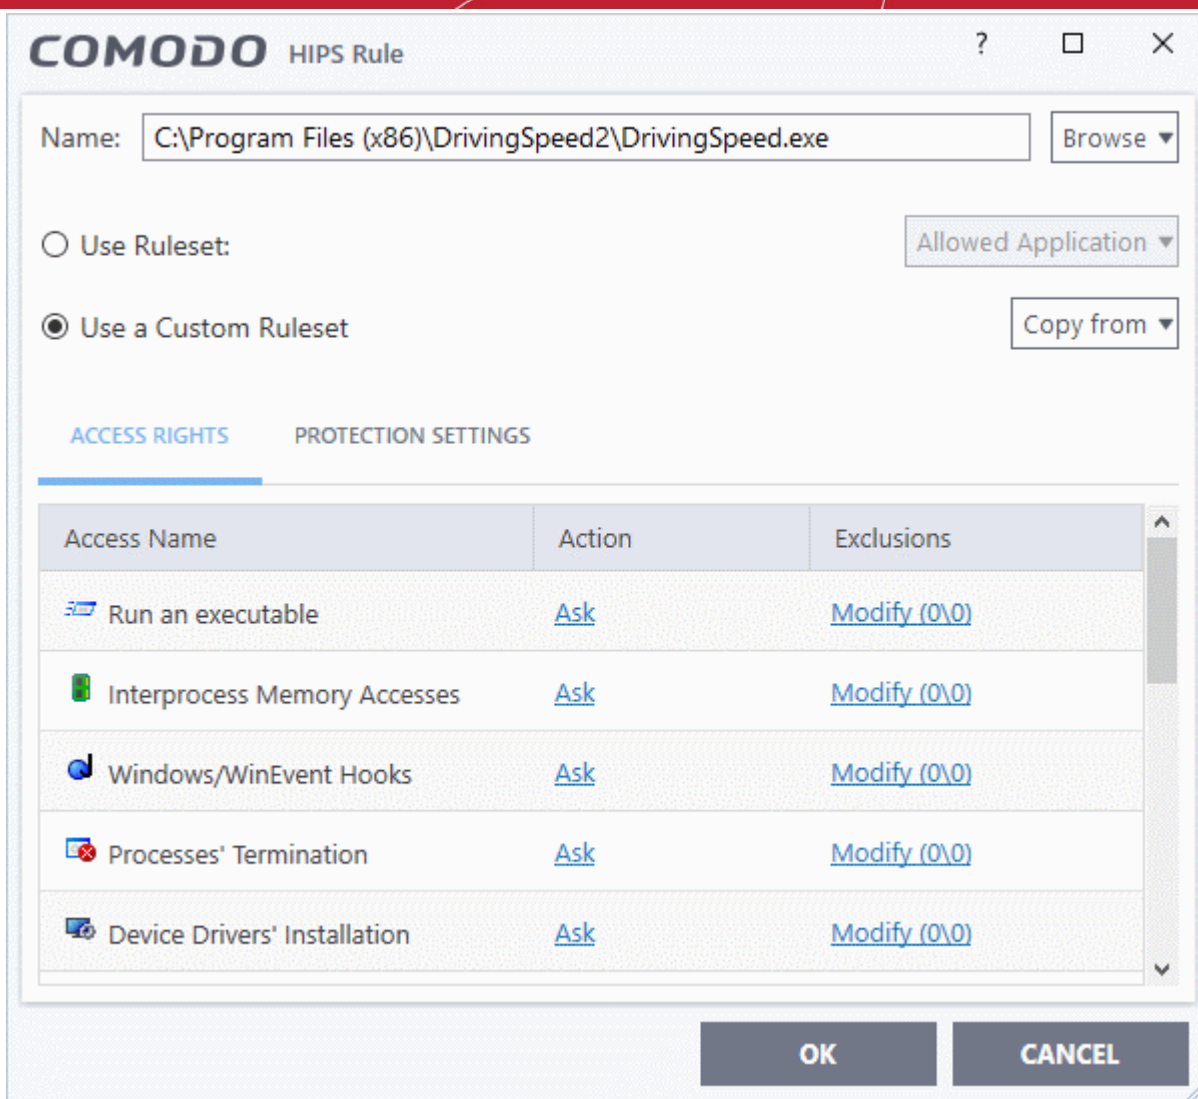 COMODO HIPS Rule
?
Name: C:\Program Files (x86)\DrivingSpeed2\DrivingSpeed.exe Browse
Use Ruleset: Allowed Application
Use a Custom Ruleset Copy from
ACCESS RIGHTS PROTECTION SETTINGS
Access Name Action Exclusions
Run an executable Ask Modify (0\0)
Interprocess Memory Accesses Ask Modify (0\0)
Windows/WinEvent Hooks Ask Modify (0\0)
Processes' Termination Ask Modify (0\0)
Device Drivers' Installation Ask Modify (0\0)
OK CANCEL